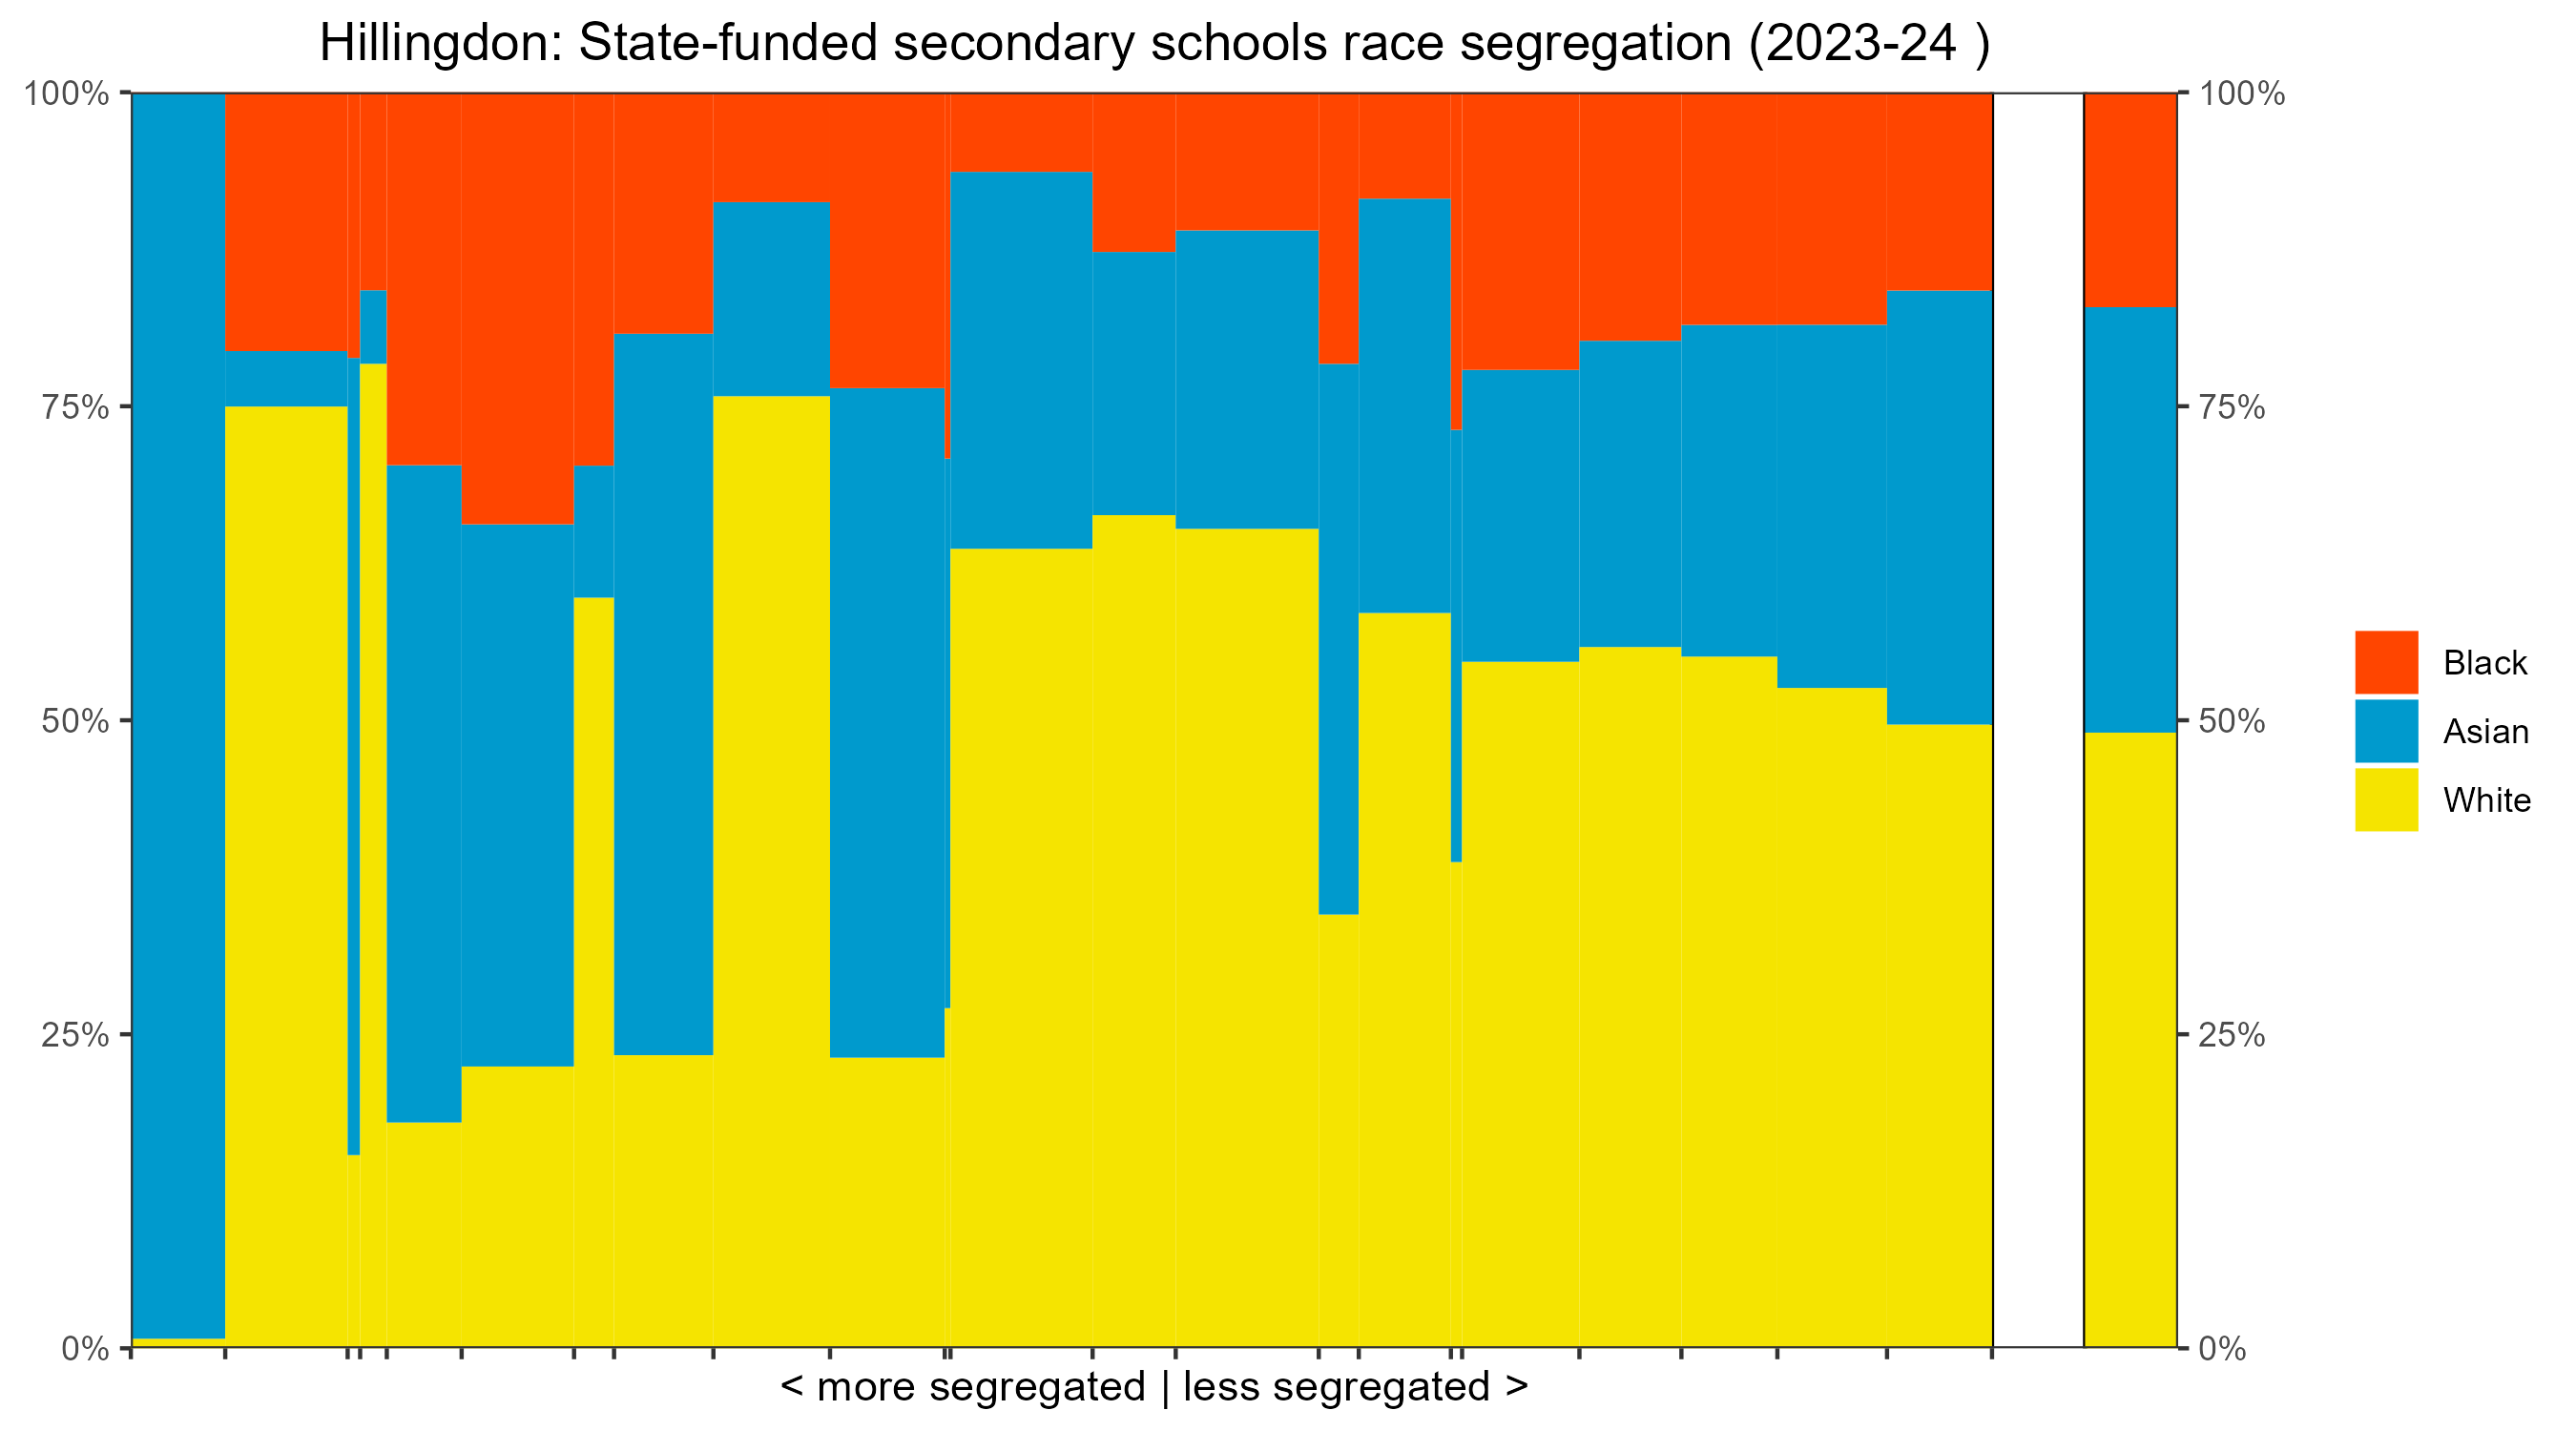 Hillingdon: State-funded secondary schools race segregation (2023-24 )
100%
75%
50%
25%
0%
100%
75%
50%
25%
0%
Black
Asian
White
< more segregated | less segregated >